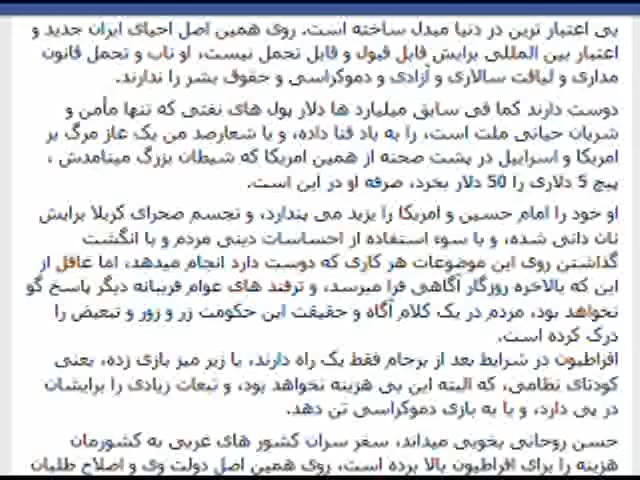 بی اعتبار ترین در دنیا مبدل ساخته است. روی همین اصل احیای ایران جدید و
اعتبار بین المللی برایش قابل قبول و قابل تحمل نیست، او تاب و تحمل قانون
مداری و لیاقت سالاری و آزادی و دموکراسی و حقوق بشر را ندارند.
دوست دارند کما فی سابق میلیارد ها دلار پول های نفتی که تنها مأمن و
شریان حیاتی ملت است، را به باد فنا داده، و با شعارصد من یک غاز مرگ بر
امریکا و اسراییل در پشت صحنه از همین امریکا که شیطان بزرگ مینامدش ،
پیچ 5 دلاری را 50 دلار بخرد، صرفه او در این است.
او خود را امام حسین و امریکا را یزید می پندارد، و تجسم صحرای کربلا برایش
نان دانی شده، و با سوء استفاده از احساسات دینی مردم و با انگشت
گذاشتن روی این موضوعات هر کاری که دوست دارد انجام میدهد، اما غافل از
این که بالاخره روزگار آگاهی فرا میرسد، و ترفند های عوام فریبانه دیگر پاسخ گو
نخواهد بود، مردم در یک کلام آگاه و حقیقت این حکومت زر و زور و تبعیض را
درک کرده است.
افراطیون در شرایط بعد از برجام فقط یک راه دارند، یا زیر میز بازی زده، یعنی
کودتای نظامی، که البته این بی هزینه نخواهد بود، و تبعات زیادی را برایشان
در پی دارد، و یا به بازی دموکراسی تن دهد.
حسن روحانی بخوبی میداند، سفر سران کشور های غربی به کشورمان
هزینه را برای افراطیون بالا برده است، روی همین اصل دولت وی و اصلاح طلبان